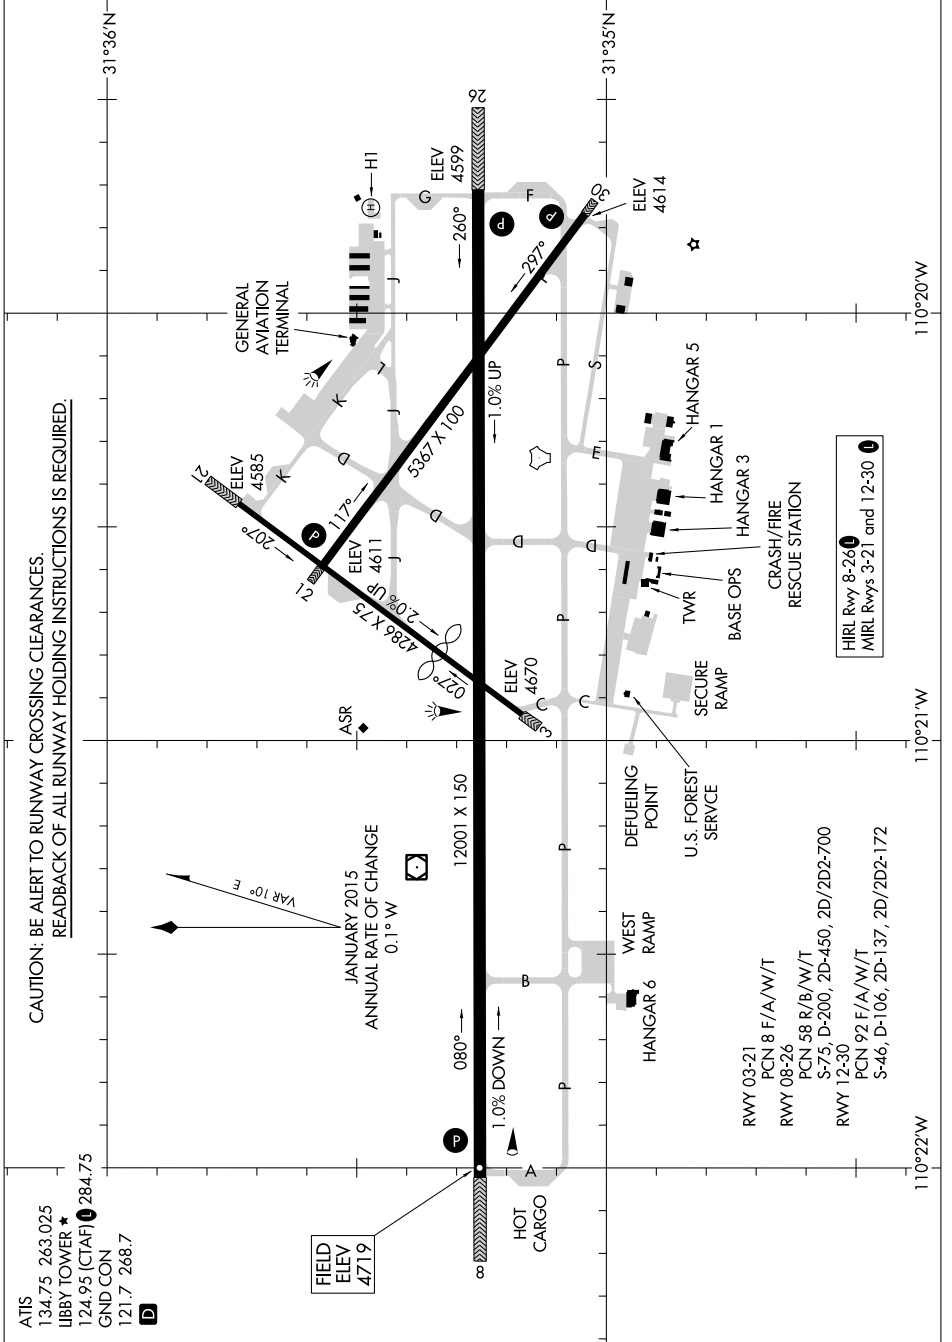 CAUTION: BE ALERT TO RUNWAY CROSSING CLEARANCES.
READBACK OF ALL RUNWAY HOLDING INSTRUCTIONS IS REQUIRED.
ATIS
134.75 263.025
LIBBY TOWER ★
124.95 (CTAF) L 284.75
GND CON
121.7 268.7
D
31°36'N
31°35'N
110°20'W
110°21'W
110°22'W
VAR 10° E
JANUARY 2015
ANNUAL RATE OF CHANGE
0.1° W
FIELD
ELEV
4719
8
HOT
CARGO
A
P
080°
1.0% DOWN
P
B
HANGAR 6
WEST
RAMP
P
12001 X 150
DEFUELING
POINT
U.S. FOREST
SERVCE
SECURE
RAMP
ASR
3
ELEV
4670
C
C
027°
4286 X 75
2.0% UP
207°
21
ELEV
4585
12
ELEV
4611
P
117°
5367 X 100
297°
30
ELEV
4614
26
ELEV
4599
260°
1.0% UP
P
P
GENERAL
AVIATION
TERMINAL
H
H1
G
F
J
J
J
L
K
K
D
D
D
D
P
P
E
S
TWR
BASE OPS
CRASH/FIRE
RESCUE STATION
HANGAR 3
HANGAR 1
HANGAR 5
HIRL Rwy 8-26 L
MIRL Rwys 3-21 and 12-30 L
RWY 03-21
PCN 8 F/A/W/T
RWY 08-26
PCN 58 R/B/W/T
S-75, D-200, 2D-450, 2D/2D2-700
RWY 12-30
PCN 92 F/A/W/T
S-46, D-106, 2D-137, 2D/2D2-172